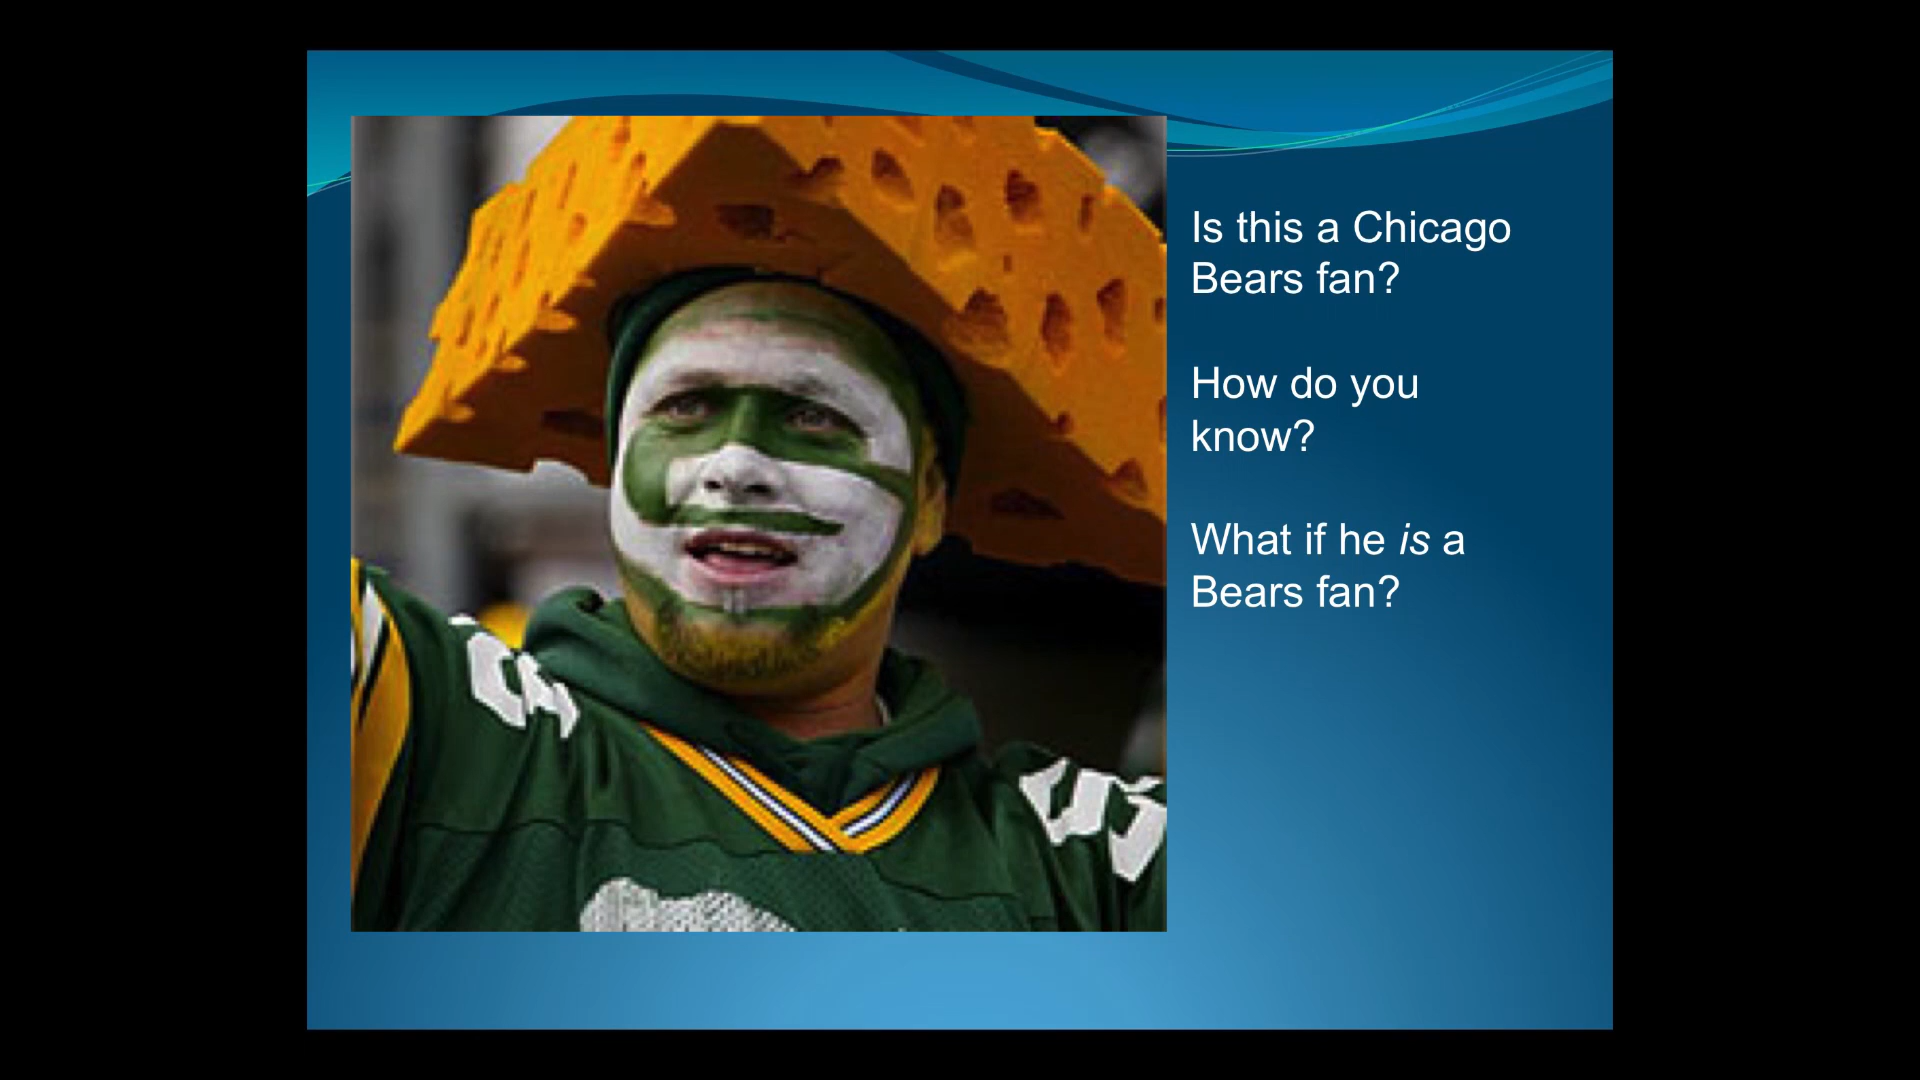 Is this a Chicago
Bears fan?
How do you
know?
What if he is a
Bears fan?